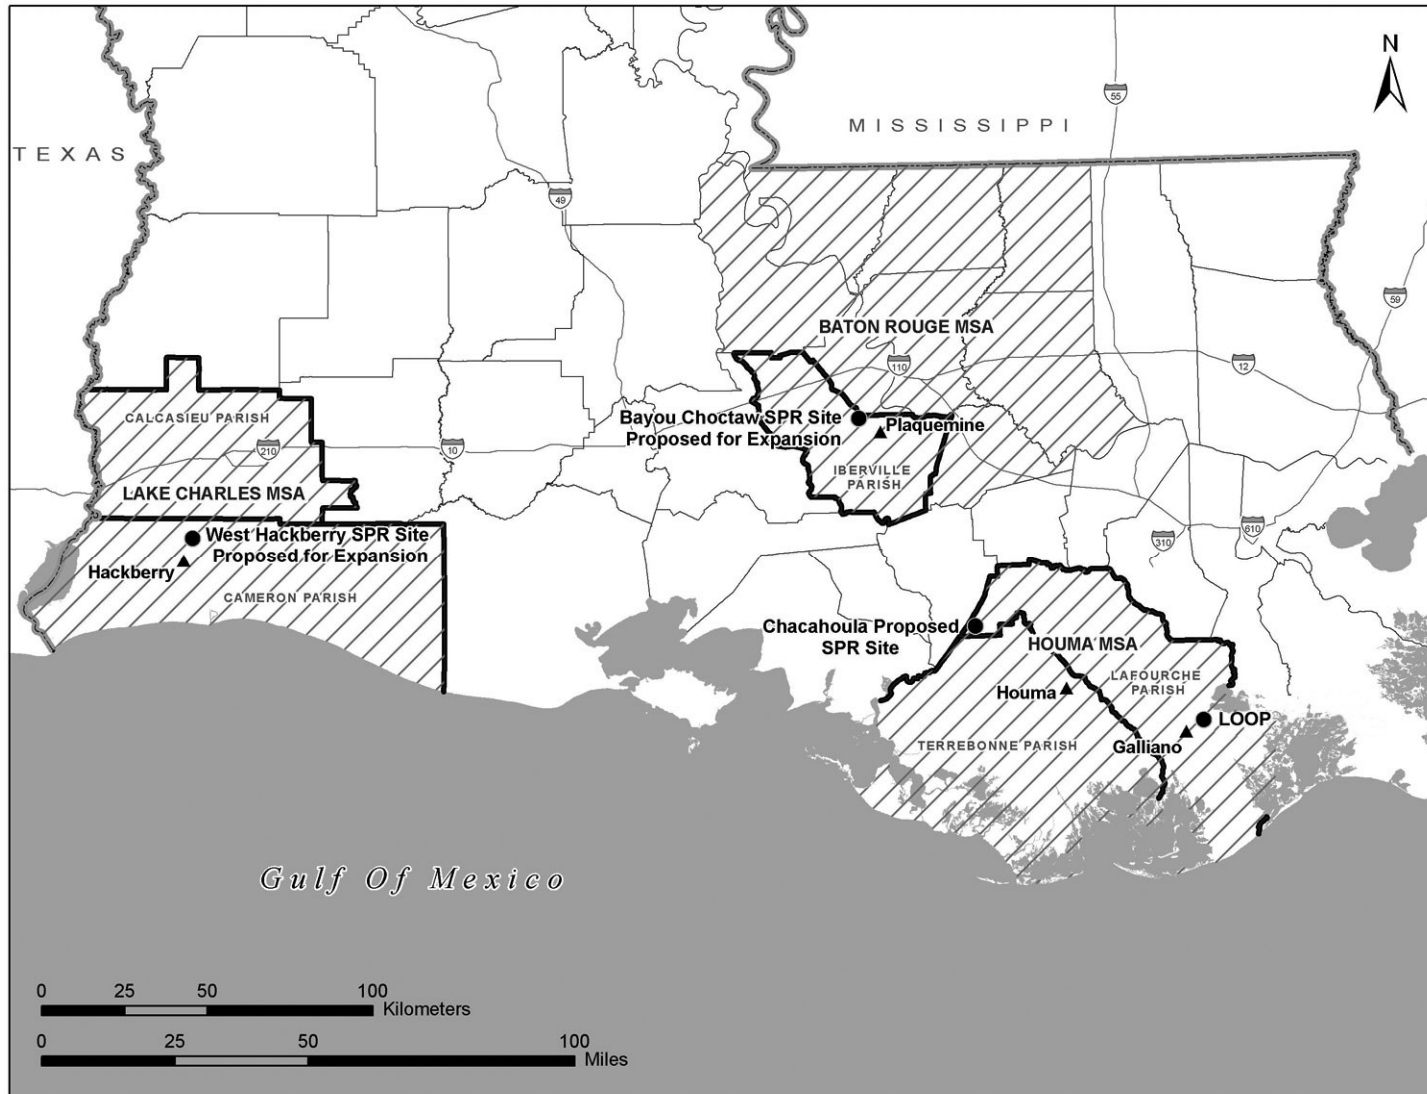 N
55
MISSISSIPPI
TEXAS
49
59
BATON ROUGE MSA
110
12
CALCASIEU PARISH
Bayou Choctaw SPR Site
Proposed for Expansion
Plaquemine
210
10
IBERVILLE
PARISH
LAKE CHARLES MSA
West Hackberry SPR Site
Proposed for Expansion
610
310
Hackberry
CAMERON PARISH
Chacahoula Proposed
SPR Site
HOUMA MSA
LAFOURCHE
PARISH
Houma
LOOP
TERREBONNE PARISH
Galliano
Gulf Of Mexico
0 25 50 100
Kilometers
0 25 50 100
Miles